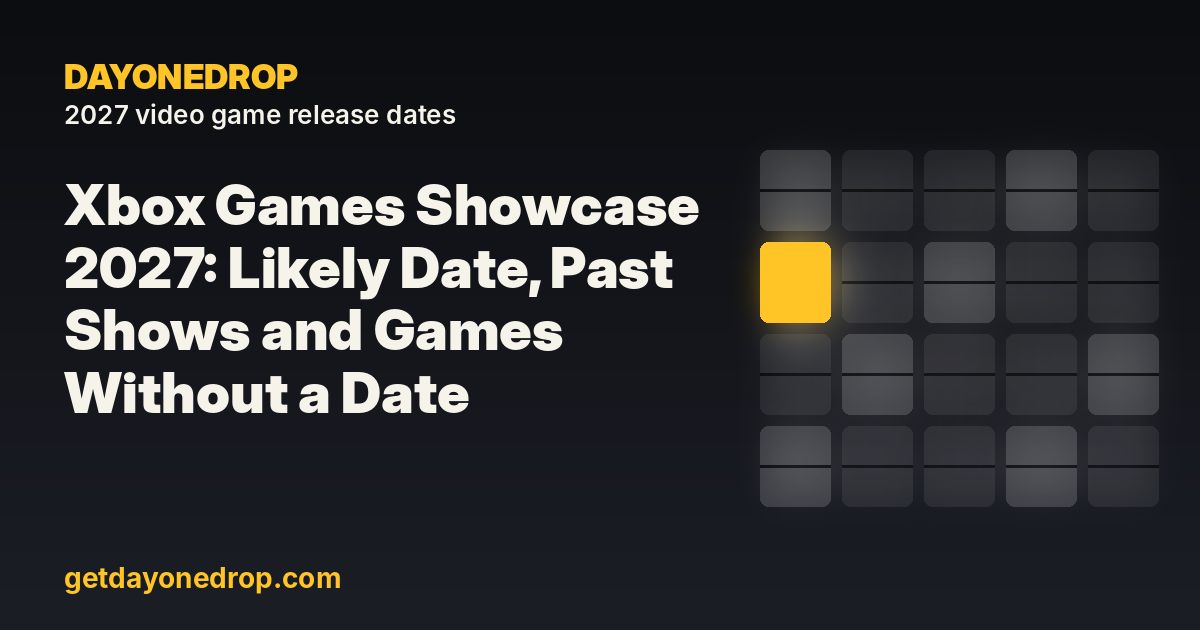 DAYONEDROP
2027 video game release dates
Xbox Games Showcase
2027: Likely Date, Past
Shows and Games
Without a Date
getdayonedrop.com